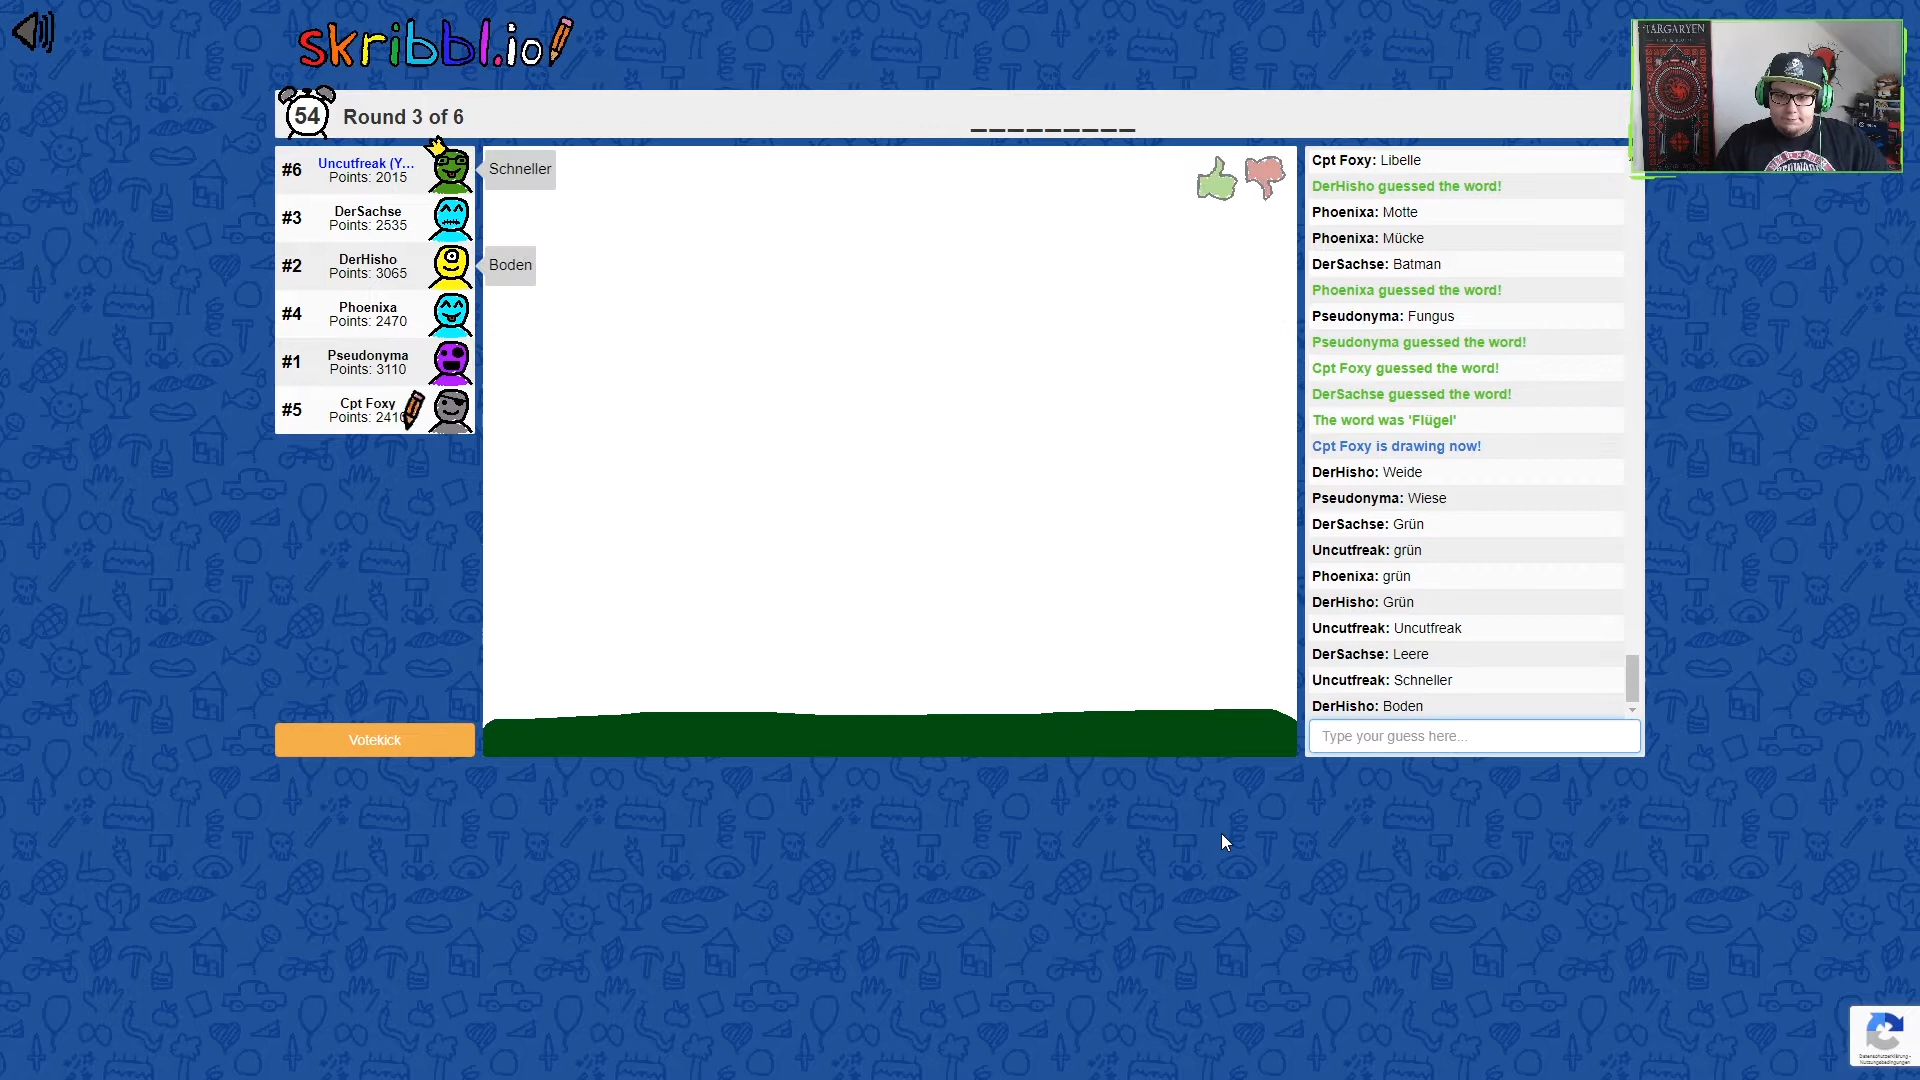 skribbl.io
TARGARYEN
54
Round 3 of 6
_________
#6
Uncutfreak (Y...
Points: 2015
Schneller
#3
DerSachse
Points: 2535
#2
DerHisho
Points: 3065
Boden
#4
Phoenixa
Points: 2470
#1
Pseudonyma
Points: 3110
#5
Cpt Foxy
Points: 2410
Votekick
Cpt Foxy: Libelle
DerHisho guessed the word!
Phoenixa: Motte
Phoenixa: Mücke
DerSachse: Batman
Phoenixa guessed the word!
Pseudonyma: Fungus
Pseudonyma guessed the word!
Cpt Foxy guessed the word!
DerSachse guessed the word!
The word was 'Flügel'
Cpt Foxy is drawing now!
DerHisho: Weide
Pseudonyma: Wiese
DerSachse: Grün
Uncutfreak: grün
Phoenixa: grün
DerHisho: Grün
Uncutfreak: Uncutfreak
DerSachse: Leere
Uncutfreak: Schneller
DerHisho: Boden
Type your guess here...
Datenschutzerklärung -
Nutzungsbedingungen